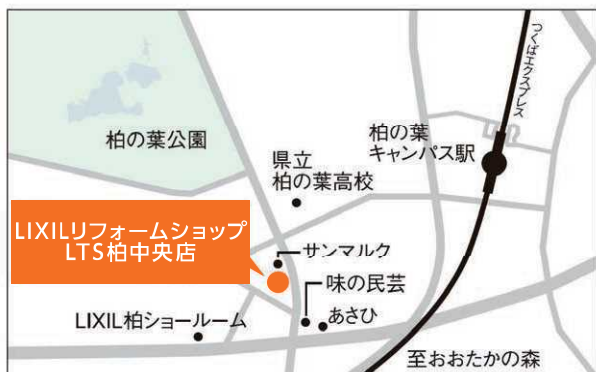 つくばエクスプレス
柏の葉公園
柏の葉
キャンパス駅
県立
柏の葉高校
LIXILリフォームショップ
LTS柏中央店
サンマルク
味の民芸
あさひ
LIXIL柏ショールーム
至おおたかの森